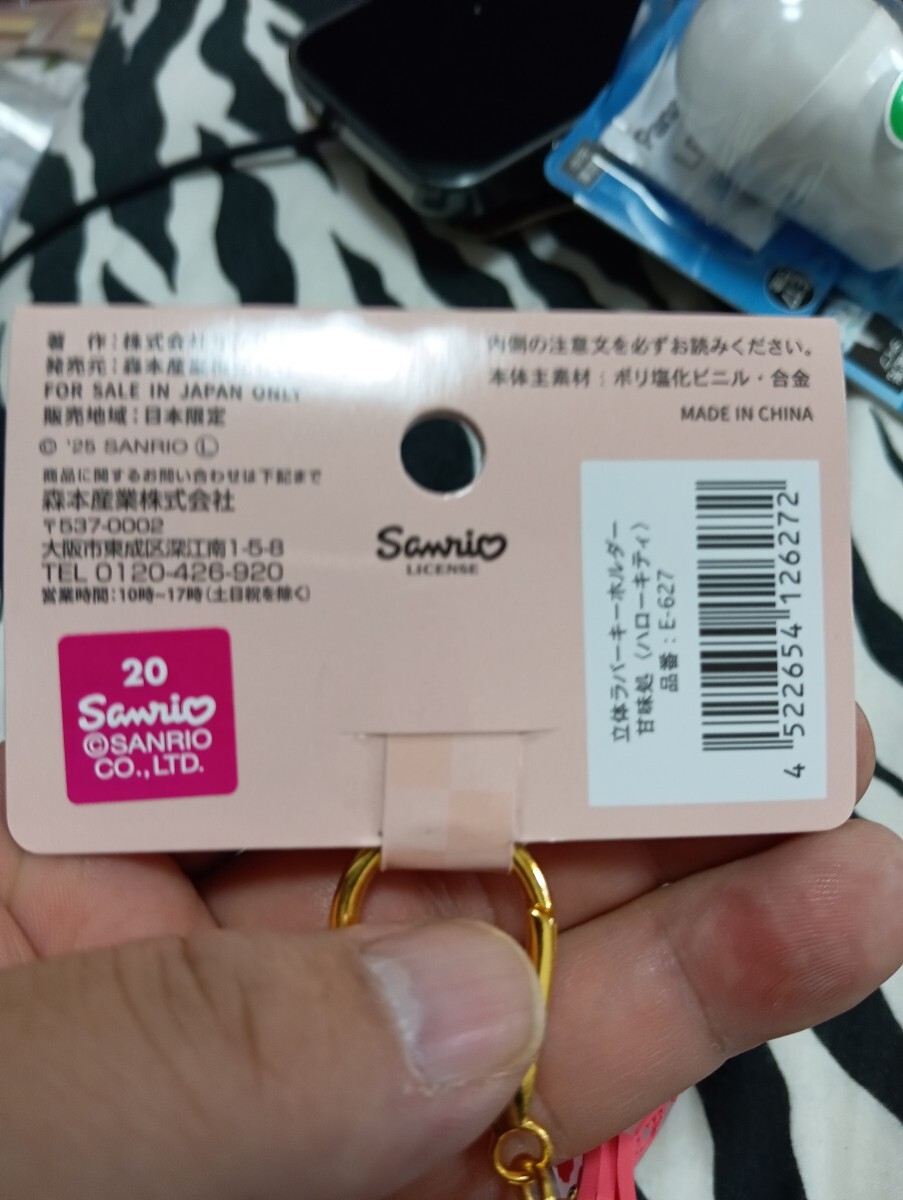 著 作：株式会社
発売元：森本産業
FOR SALE IN JAPAN ONLY
販売地域：日本限定
© '25 SANRIO Ⓛ
商品に関するお問い合わせは下記まで
森本産業株式会社
〒537-0002
大阪市東成区深江南1-5-8
TEL 0120-426-920
営業時間：10時~17時（土日祝を除く）
20
Sanrio
©SANRIO
CO.,LTD.
Sanrio
LICENSE
内側の注意文を必ずお読みください。
本体主素材：ポリ塩化ビニル・合金
MADE IN CHINA
立体ラバーキーホルダー
甘味処〈ハローキティ〉
品番：E-627
4 522654 126272